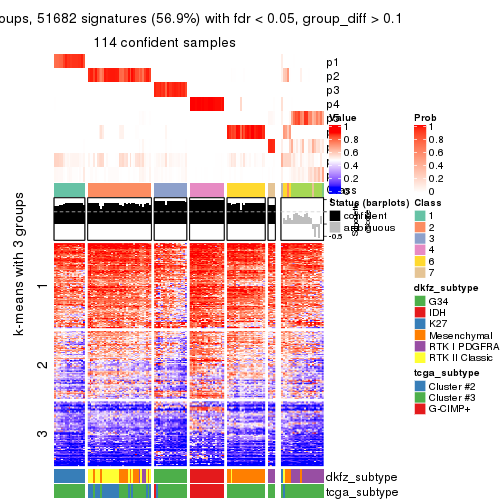 oups, 51682 signatures (56.9%) with fdr < 0.05, group_diff > 0.1
114 confident samples
p1
p2
p3
p4
Value
1
0.8
0.6
0.4
0.2
0
Prob
1
0.8
0.6
0.4
0.2
0
Class
Status (barplots)
confident
ambiguous
-0.5
Class
1
2
3
4
6
7
k-means with 3 groups
1
2
3
dkfz_subtype
G34
IDH
K27
Mesenchymal
RTK I PDGFRA
RTK II Classic
tcga_subtype
Cluster #2
Cluster #3
G-CIMP+
dkfz_subtype
tcga_subtype